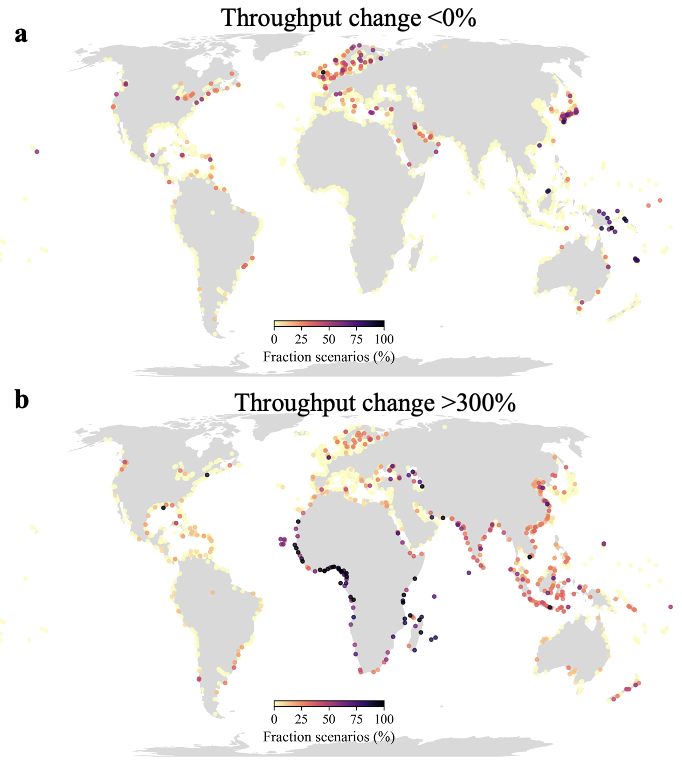 Throughput change <0%
a
0 25 50 75 100
Fraction scenarios (%)
b
Throughput change >300%
0 25 50 75 100
Fraction scenarios (%)